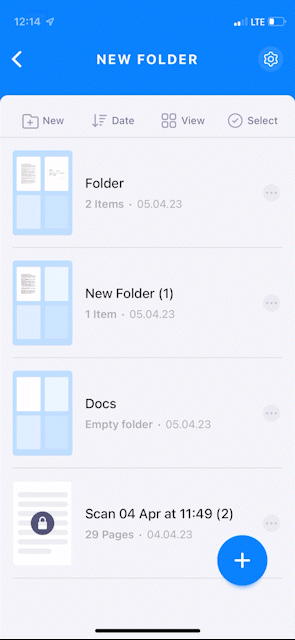 12:14
LTE
NEW FOLDER
New
Date
View
Select
Folder
2 Items • 05.04.23
New Folder (1)
1 Item • 05.04.23
Docs
Empty folder • 05.04.23
Scan 04 Apr at 11:49 (2)
29 Pages • 04.04.23